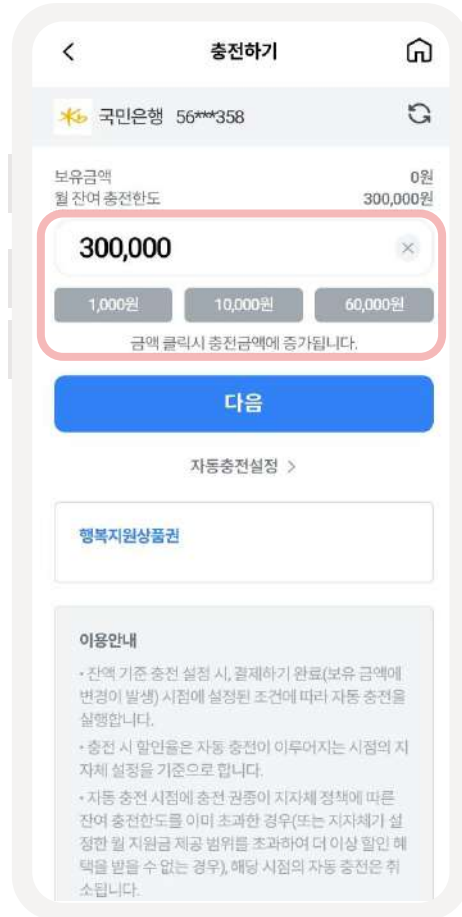 충전하기
국민은행 56***358
보유금액 0원
월 잔여 충전한도 300,000원
300,000
1,000원 10,000원 60,000원
금액 클릭시 충전금액에 증가됩니다.
다음
자동충전설정 >
행복지원상품권
이용안내
• 잔액 기준 충전 설정 시, 결제하기 완료(보유 금액에
변경이 발생) 시점에 설정된 조건에 따라 자동 충전을
실행합니다.
• 충전 시 할인율은 자동 충전이 이루어지는 시점의 지
자체 설정을 기준으로 합니다.
• 자동 충전 시점에 충전 권종이 지자체 정책에 따른
잔여 충전한도를 이미 초과한 경우(또는 지자체가 설
정한 월 지원금 제공 범위를 초과하여 더 이상 할인 혜
택을 받을 수 없는 경우), 해당 시점의 자동 충전은 취
소됩니다.